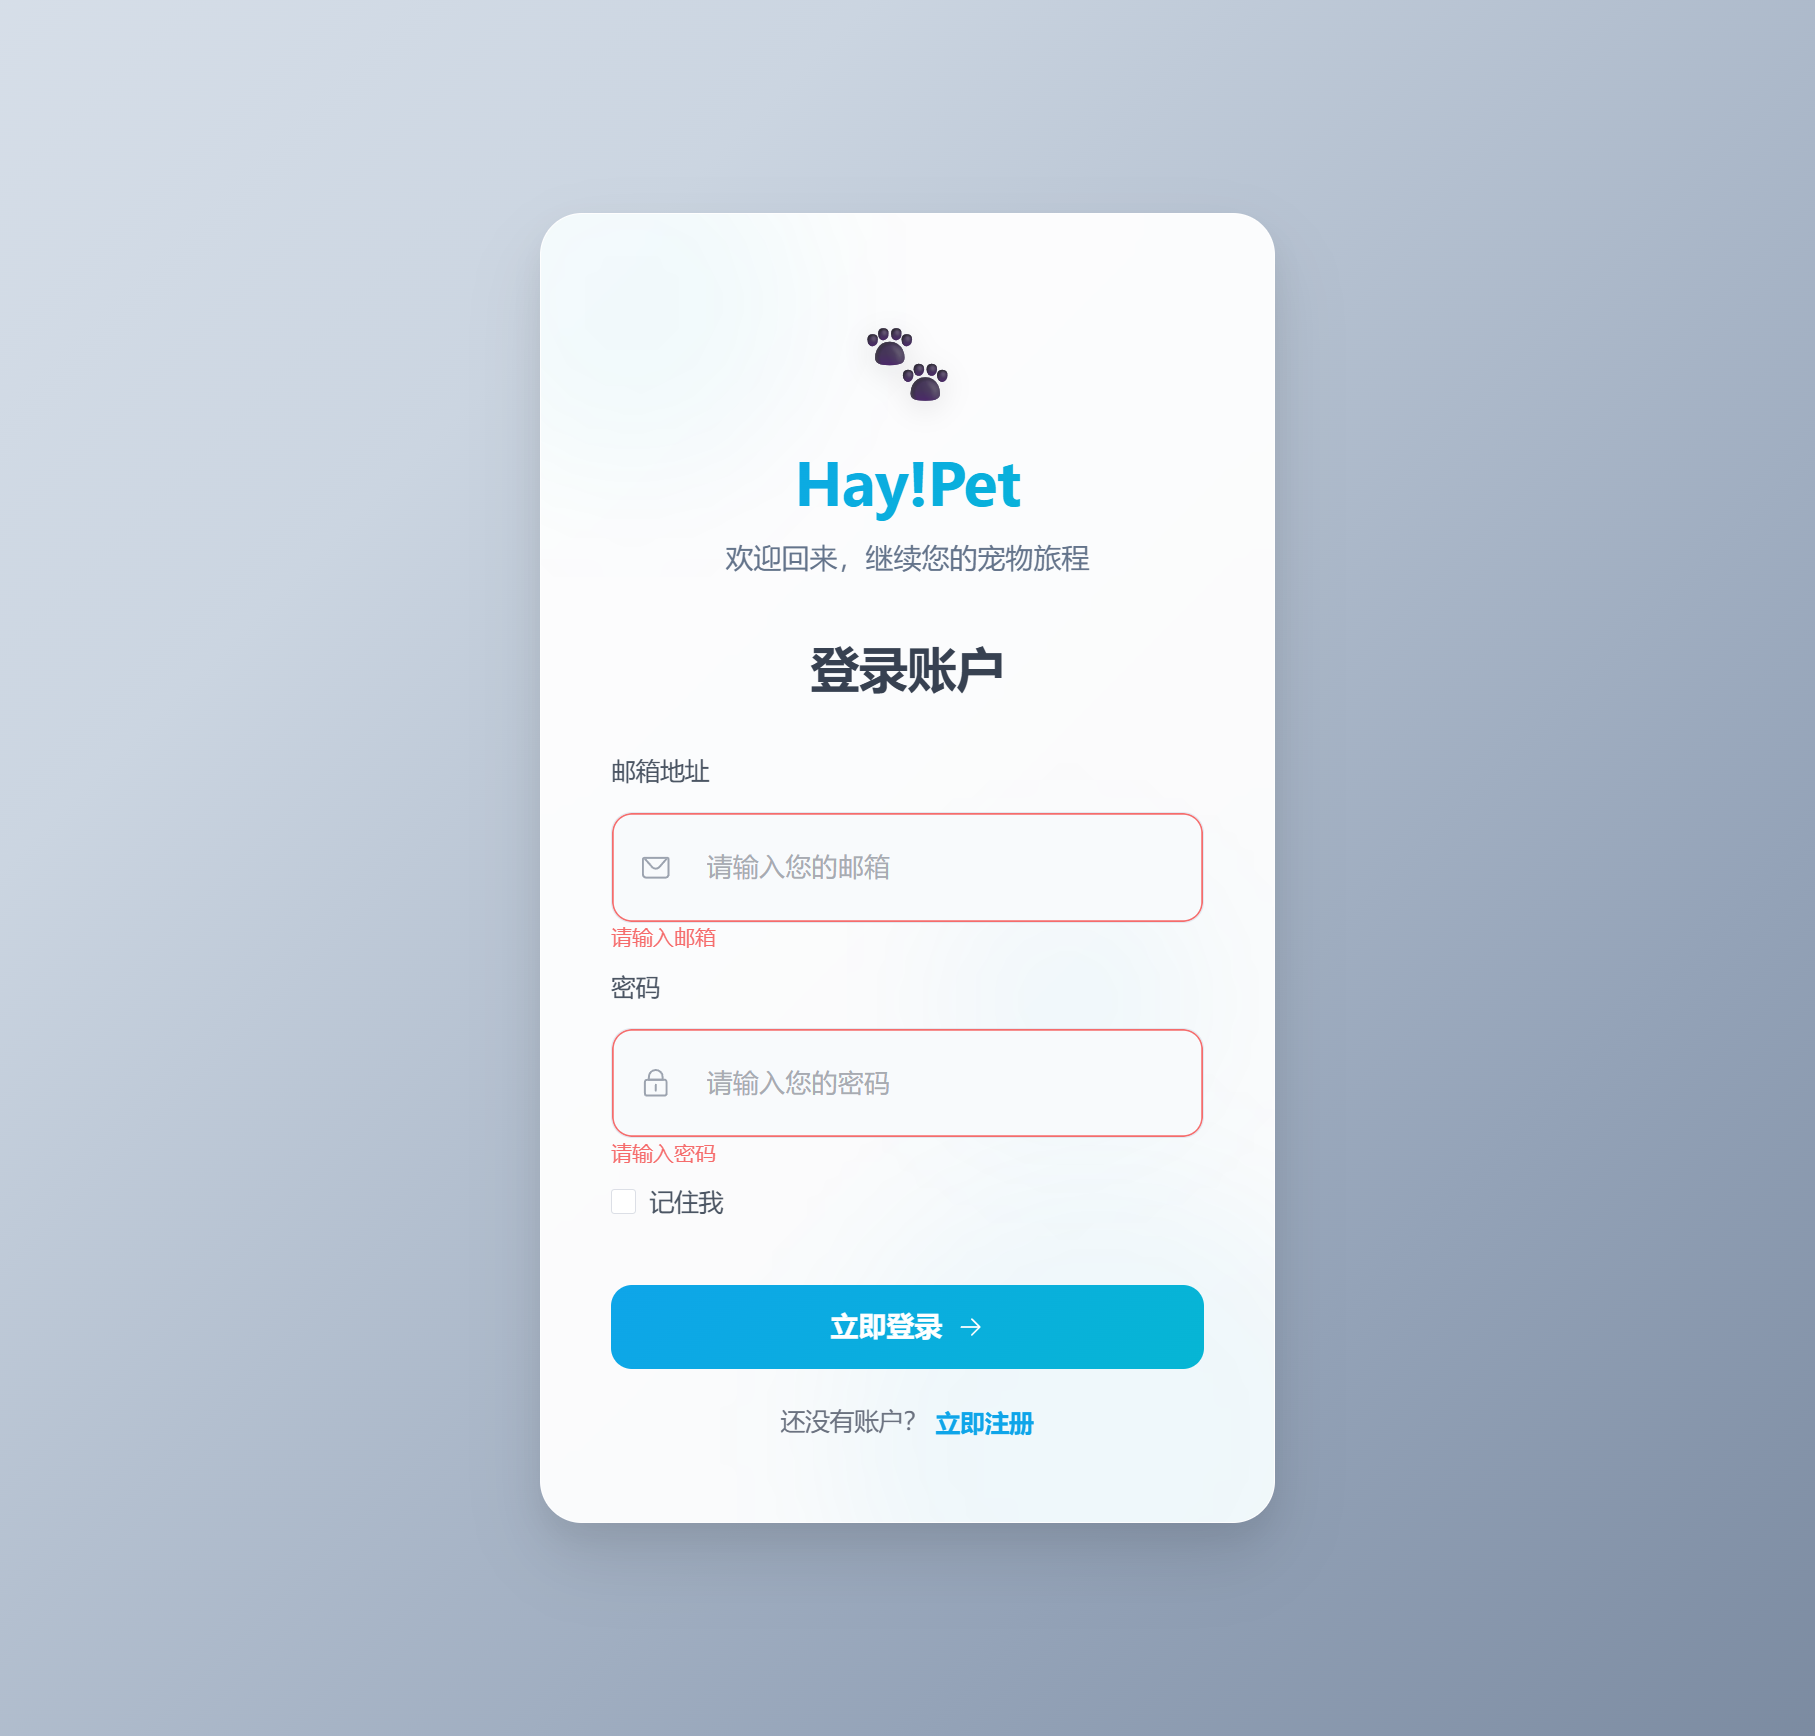 Hay!Pet
欢迎回来，继续您的宠物旅程
登录账户
邮箱地址
请输入您的邮箱
请输入邮箱
密码
请输入您的密码
请输入密码
记住我
立即登录 →
还没有账户？ 立即注册